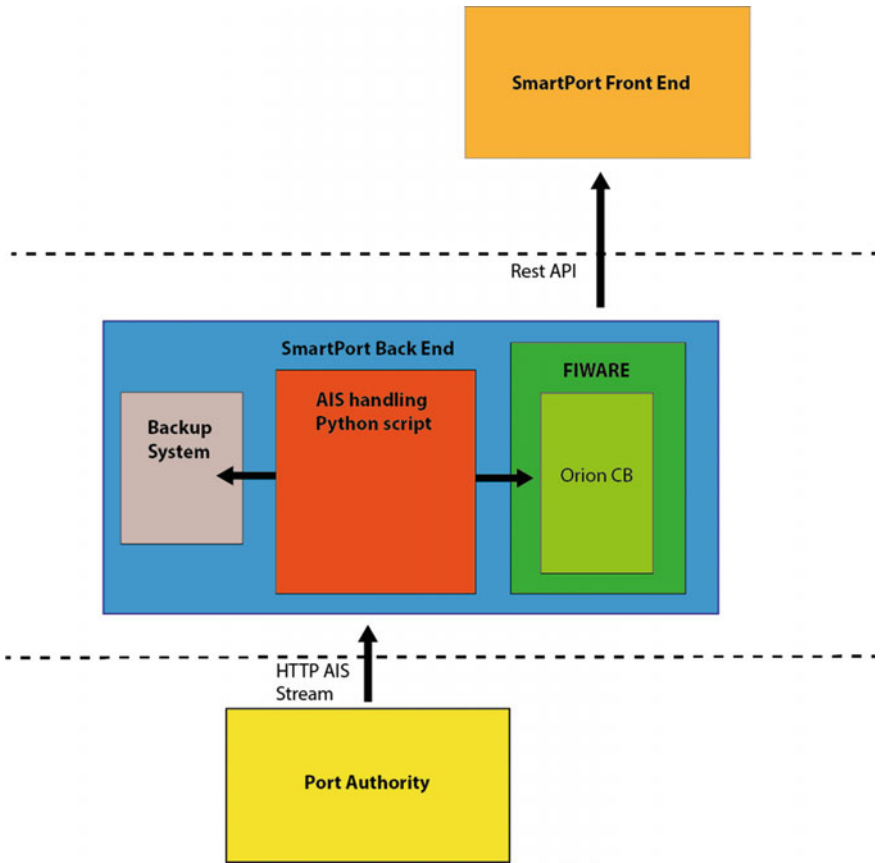 SmartPort Front End
Rest API
SmartPort Back End
FIWARE
AIS handling
Python script
Backup
System
Orion CB
HTTP AIS
Stream
Port Authority